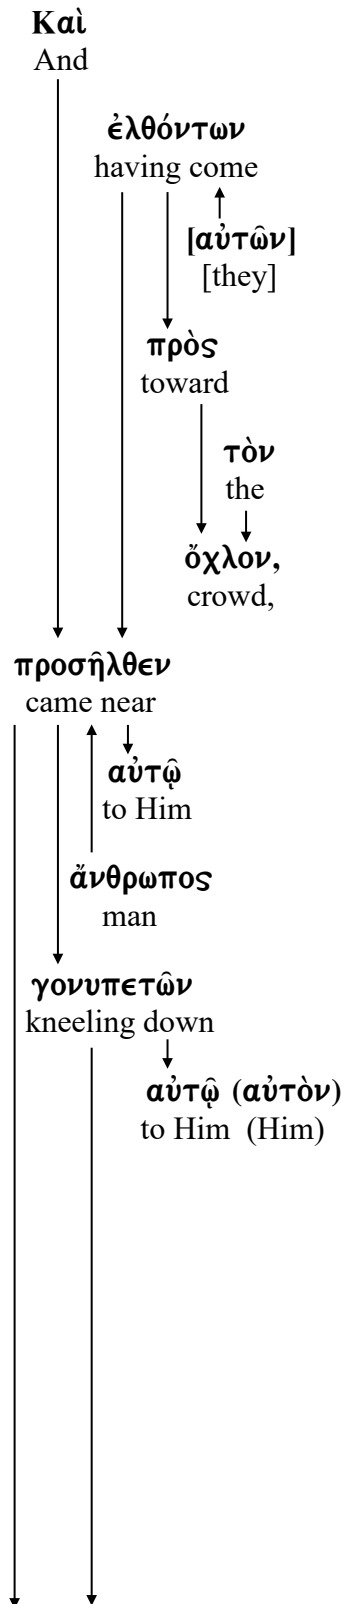 Καὶ
And
ἐλθόντων
having come
[αὐτῶν]
[they]
πρὸς
toward
τὸν
the
ὄχλον,
crowd,
προσῆλθεν
came near
αὐτῷ
to Him
ἄνθρωπος
man
γονυπετῶν
kneeling down
αὐτῷ (αὐτὸν)
to Him (Him)